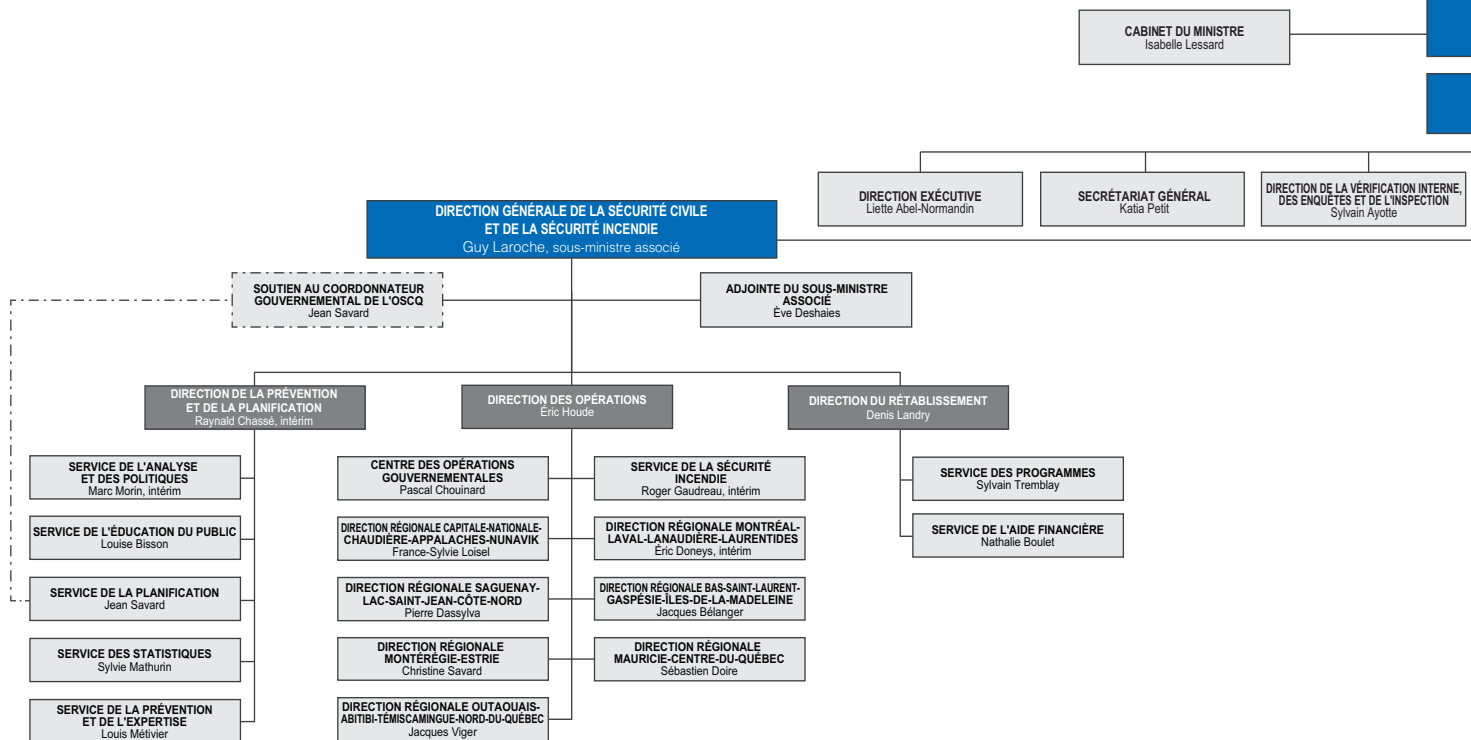 CABINET DU MINISTRE
Isabelle Lessard
DIRECTION EXÉCUTIVE
Liette Abel-Normandin
SECRÉTARIAT GÉNÉRAL
Katia Petit
DIRECTION DE LA VÉRIFICATION INTERNE,
DES ENQUÊTES ET DE L'INSPECTION
Sylvain Ayotte
DIRECTION GÉNÉRALE DE LA SÉCURITÉ CIVILE
ET DE LA SÉCURITÉ INCENDIE
Guy Laroche, sous-ministre associé
SOUTIEN AU COORDONNATEUR
GOUVERNEMENTAL DE L'OSCQ
Jean Savard
ADJOINTE DU SOUS-MINISTRE
ASSOCIÉ
Ève Deshaies
DIRECTION DE LA PRÉVENTION
ET DE LA PLANIFICATION
Raynald Chassé, intérim
DIRECTION DES OPÉRATIONS
Éric Houde
DIRECTION DU RÉTABLISSEMENT
Denis Landry
SERVICE DE L'ANALYSE
ET DES POLITIQUES
Marc Morin, intérim
SERVICE DE L'ÉDUCATION DU PUBLIC
Louise Bisson
SERVICE DE LA PLANIFICATION
Jean Savard
SERVICE DES STATISTIQUES
Sylvie Mathurin
SERVICE DE LA PRÉVENTION
ET DE L'EXPERTISE
Louis Métivier
CENTRE DES OPÉRATIONS
GOUVERNEMENTALES
Pascal Chouinard
DIRECTION RÉGIONALE CAPITALE-NATIONALE-
CHAUDIÈRE-APPALACHES-NUNAVIK
France-Sylvie Loisel
DIRECTION RÉGIONALE SAGUENAY-
LAC-SAINT-JEAN-CÔTE-NORD
Pierre Dassylva
DIRECTION RÉGIONALE
MONTÉRÉGIE-ESTRIE
Christine Savard
DIRECTION RÉGIONALE OUTAOUAIS-
ABITIBI-TÉMISCAMINGUE-NORD-DU-QUÉBEC
Jacques Viger
SERVICE DE LA SÉCURITÉ
INCENDIE
Roger Gaudreau, intérim
DIRECTION RÉGIONALE MONTRÉAL-
LAVAL-LANAUDIÈRE-LAURENTIDES
Éric Doneys, intérim
DIRECTION RÉGIONALE BAS-SAINT-LAURENT-
GASPÉSIE-ÎLES-DE-LA-MADELEINE
Jacques Bélanger
DIRECTION RÉGIONALE
MAURICIE-CENTRE-DU-QUÉBEC
Sébastien Doire
SERVICE DES PROGRAMMES
Sylvain Tremblay
SERVICE DE L'AIDE FINANCIÈRE
Nathalie Boulet